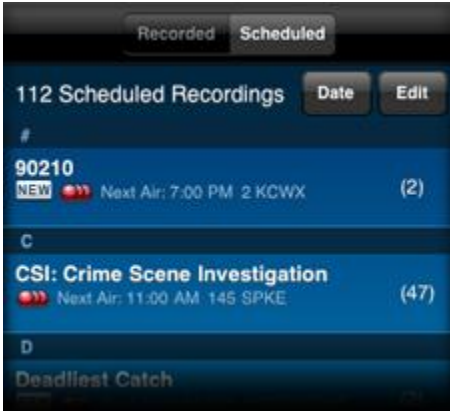 Recorded Scheduled
112 Scheduled Recordings Date Edit
#
90210
NEW Next Air: 7:00 PM 2 KCWX (2)
C
CSI: Crime Scene Investigation
Next Air: 11:00 AM 145 SPKE (47)
D
Deadliest Catch